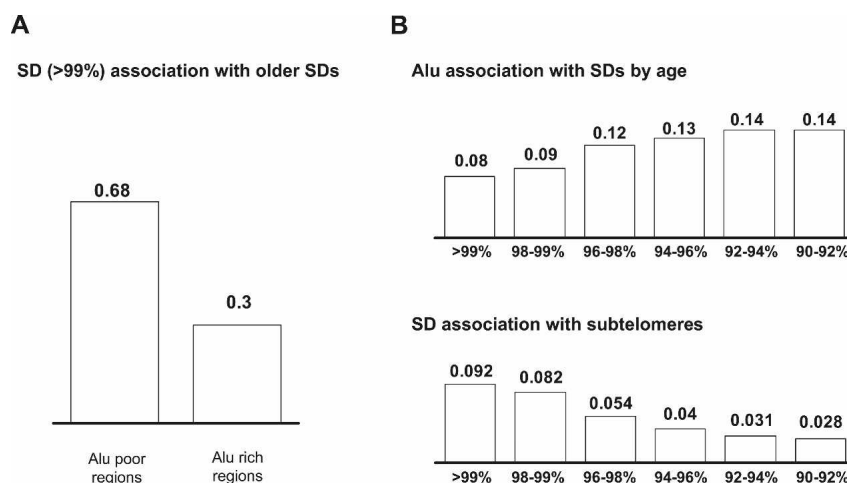 A
SD (>99%) association with older SDs
0.68
0.3
Alu poor
regions
Alu rich
regions
B
Alu association with SDs by age
0.08 0.09 0.12 0.13 0.14 0.14
>99% 98-99% 96-98% 94-96% 92-94% 90-92%
SD association with subtelomeres
0.092 0.082 0.054 0.04 0.031 0.028
>99% 98-99% 96-98% 94-96% 92-94% 90-92%